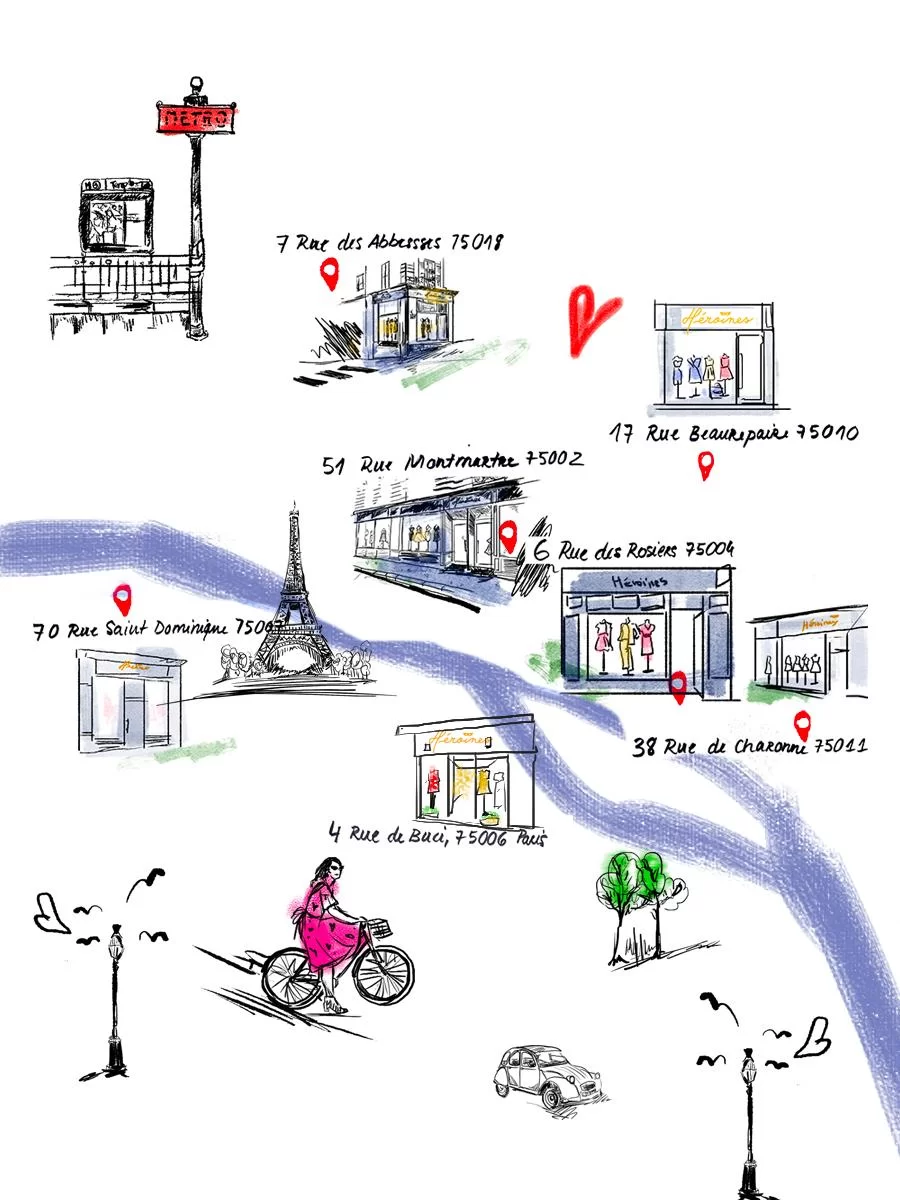 METRO
7 Rue des Abbesses 75018
Héroïnes
17 Rue Beaurepaire 75010
51 Rue Montmartre 75002
6 Rue des Rosiers 75004
Héroïnes
70 Rue Saint Dominique 75007
Héroïnes
38 Rue de Charonne 75011
Héroïnes
4 Rue de Buci, 75006 Paris